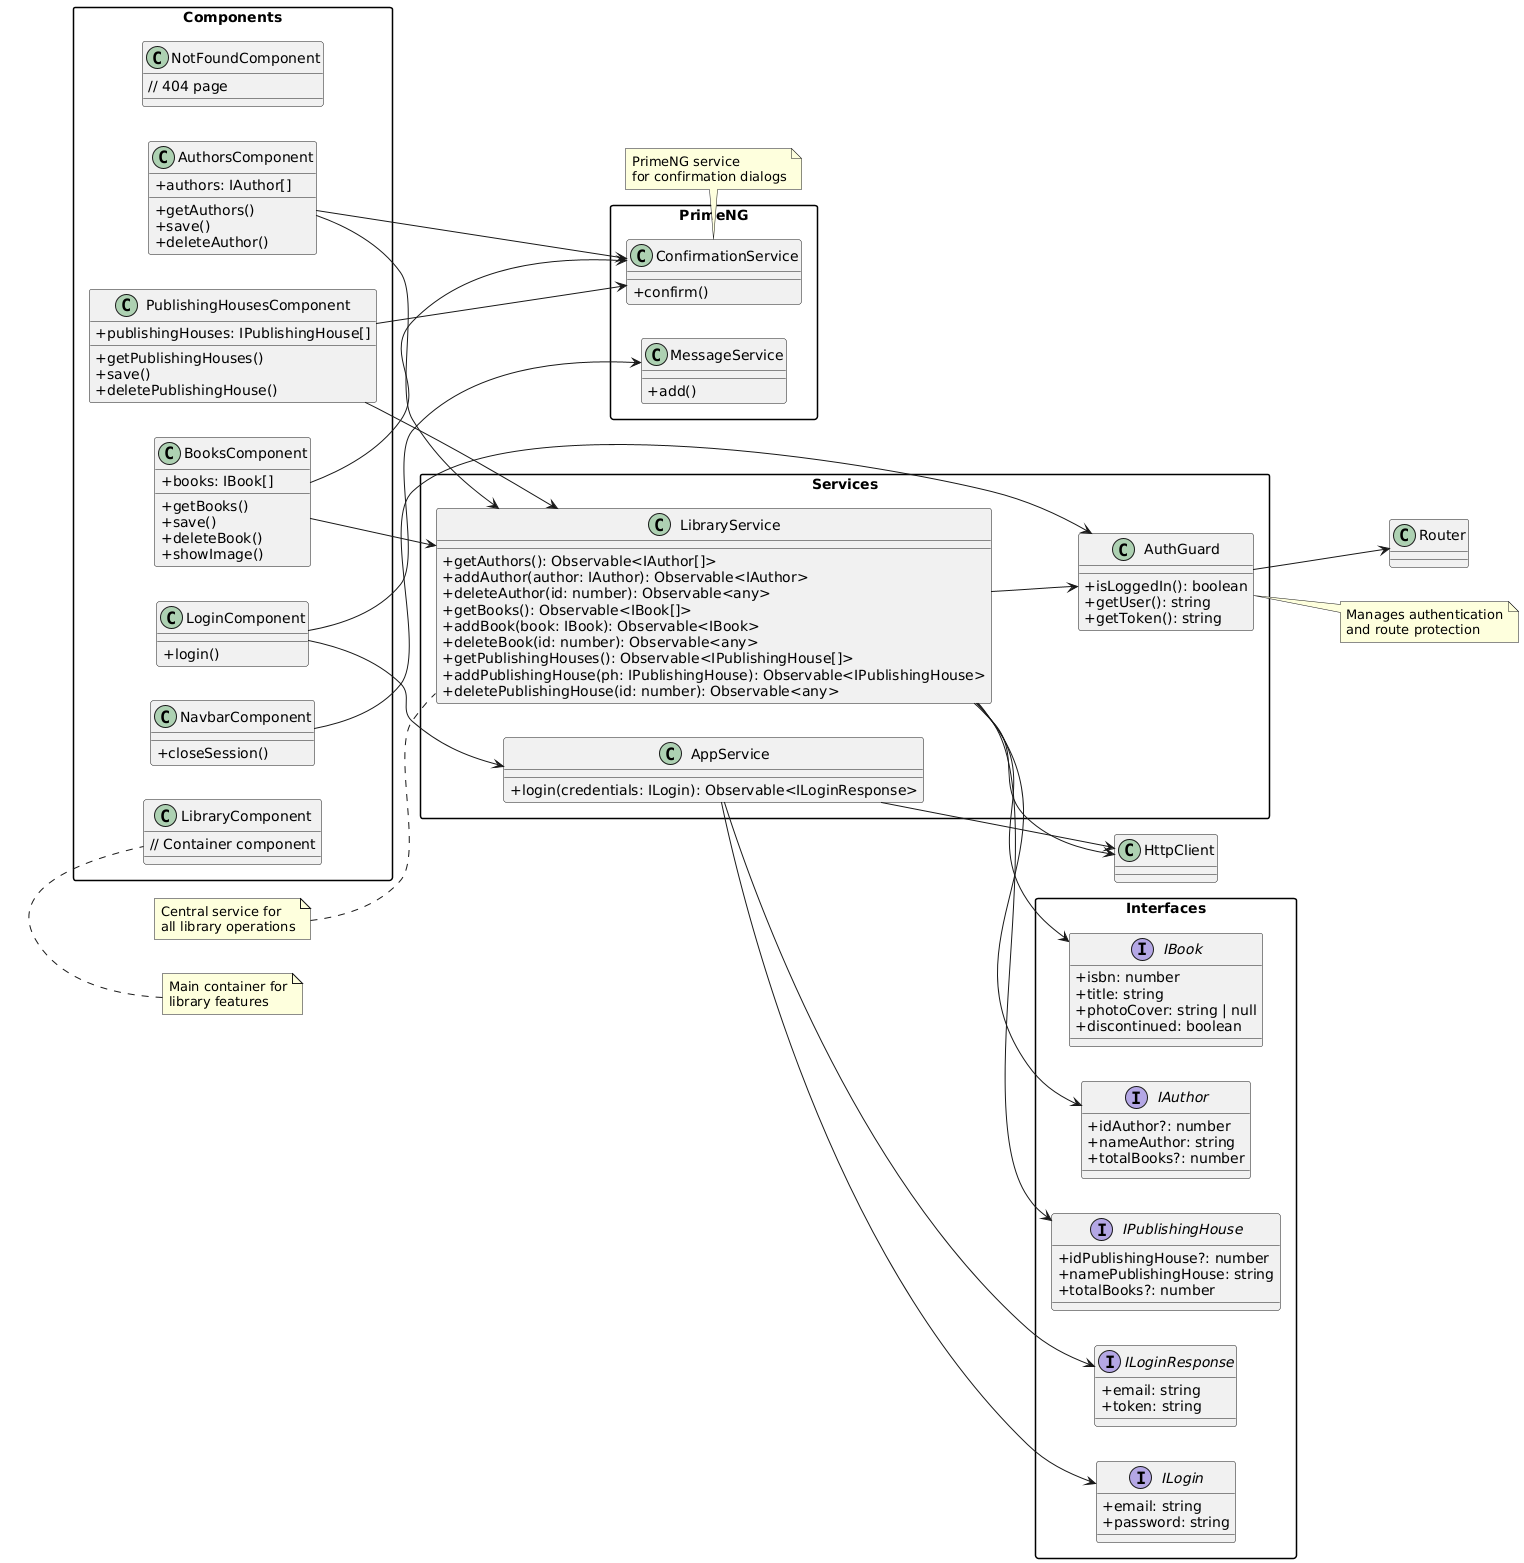 Components
C NotFoundComponent
// 404 page
C AuthorsComponent
+authors: IAuthor[]
+getAuthors()
+save()
+deleteAuthor()
C PublishingHousesComponent
+publishingHouses: IPublishingHouse[]
+getPublishingHouses()
+save()
+deletePublishingHouse()
C BooksComponent
+books: IBook[]
+getBooks()
+save()
+deleteBook()
+showImage()
C LoginComponent
+login()
C NavbarComponent
+closeSession()
C LibraryComponent
// Container component
Central service for
all library operations
Main container for
library features
PrimeNG service
for confirmation dialogs
PrimeNG
C ConfirmationService
+confirm()
C MessageService
+add()
Services
C LibraryService
+getAuthors(): Observable<IAuthor[]>
+addAuthor(author: IAuthor): Observable<IAuthor>
+deleteAuthor(id: number): Observable<any>
+getBooks(): Observable<IBook[]>
+addBook(book: IBook): Observable<IBook>
+deleteBook(id: number): Observable<any>
+getPublishingHouses(): Observable<IPublishingHouse[]>
+addPublishingHouse(ph: IPublishingHouse): Observable<IPublishingHouse>
+deletePublishingHouse(id: number): Observable<any>
C AppService
+login(credentials: ILogin): Observable<ILoginResponse>
C AuthGuard
+isLoggedIn(): boolean
+getUser(): string
+getToken(): string
C Router
Manages authentication
and route protection
C HttpClient
Interfaces
I IBook
+isbn: number
+title: string
+photoCover: string | null
+discontinued: boolean
I IAuthor
+idAuthor?: number
+nameAuthor: string
+totalBooks?: number
I IPublishingHouse
+idPublishingHouse?: number
+namePublishingHouse: string
+totalBooks?: number
I ILoginResponse
+email: string
+token: string
I ILogin
+email: string
+password: string